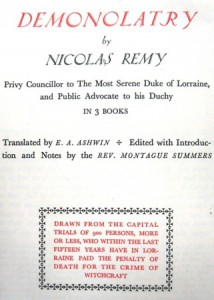 DEMONOLATRY
by
NICOLAS REMY
Privy Councillor to The Most Serene Duke of Lorraine,
and Public Advocate to his Duchy
IN 3 BOOKS
Translated by E. A. ASHWIN ÷ Edited with Introduc-
tion and Notes by the REV. MONTAGUE SUMMERS
DRAWN FROM THE CAPITAL
TRIALS OF 900 PERSONS, MORE
OR LESS, WHO WITHIN THE LAST
FIFTEEN YEARS HAVE IN LOR-
RAINE PAID THE PENALTY OF
DEATH FOR THE CRIME OF
WITCHCRAFT